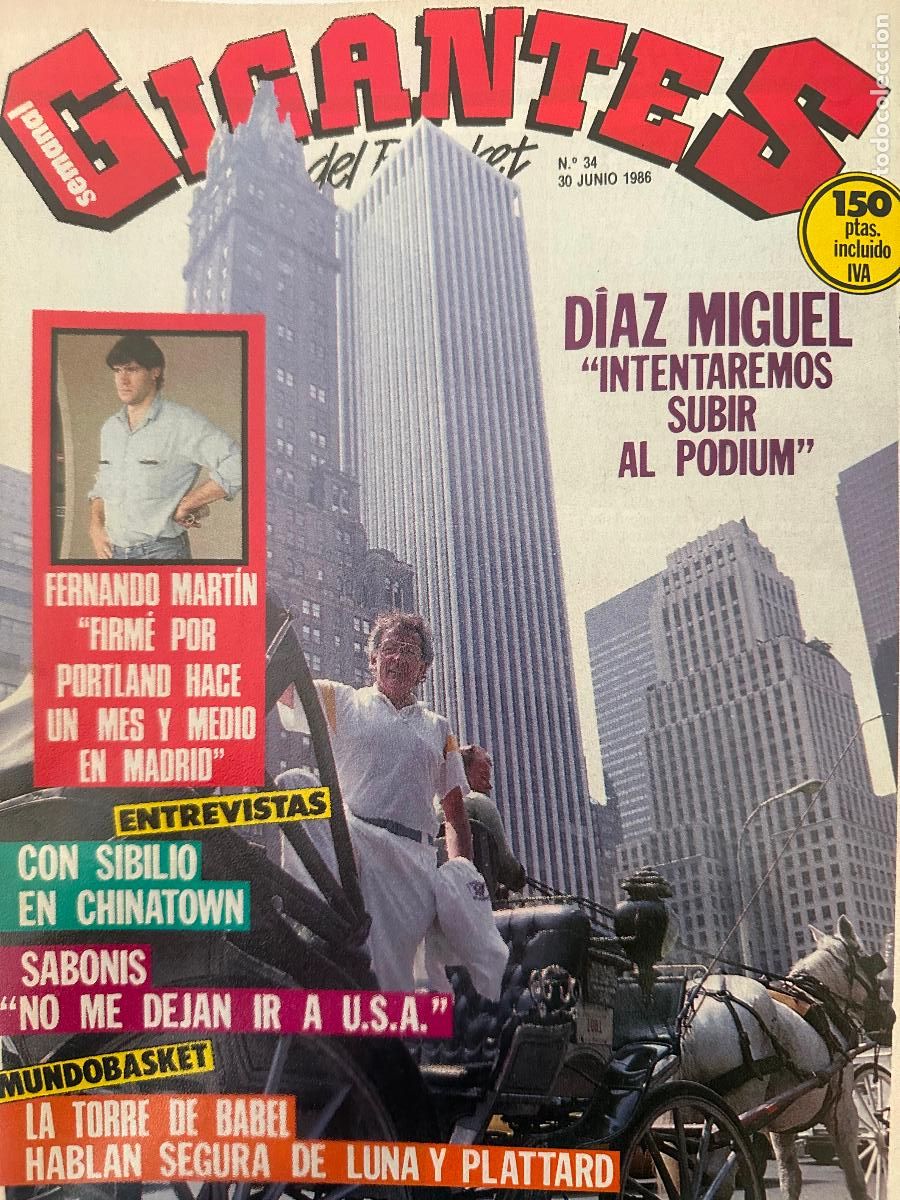 GIGANTES
semanal
del Basket
N.º 34
30 JUNIO 1986
150
ptas.
incluido
IVA
DÍAZ MIGUEL
“INTENTAREMOS
SUBIR
AL PODIUM”
FERNANDO MARTÍN
“FIRMÉ POR
PORTLAND HACE
UN MES Y MEDIO
EN MADRID”
ENTREVISTAS
CON SIBILIO
EN CHINATOWN
SABONIS
“NO ME DEJAN IR A U.S.A.”
MUNDOBASKET
LA TORRE DE BABEL
HABLAN SEGURA DE LUNA Y PLATTARD
todocoleccion